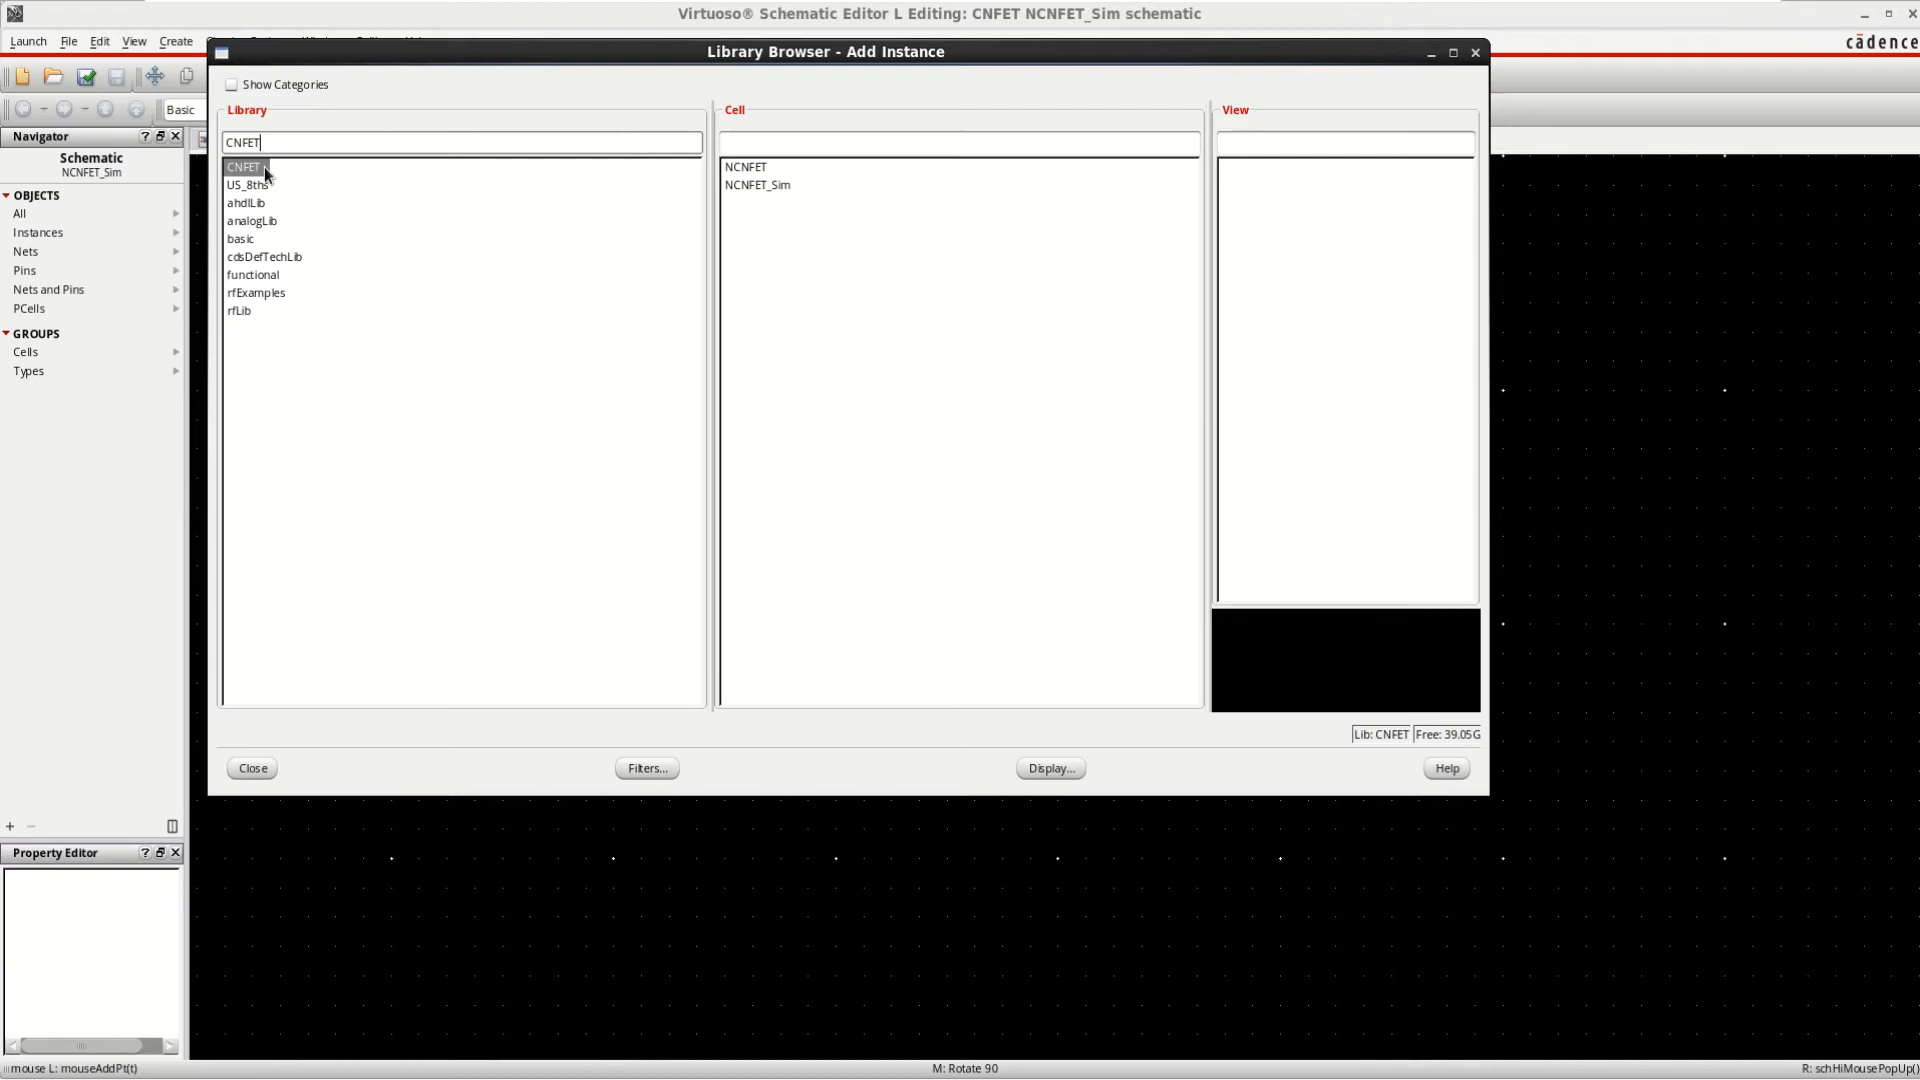 Virtuoso® Schematic Editor L Editing: CNFET NCNFET_Sim schematic
Launch File Edit View Create
cādence
Library Browser - Add Instance
Show Categories
Basic
Library
Cell
View
Navigator
Schematic
NCNFET_Sim
OBJECTS
All
Instances
Nets
Pins
Nets and Pins
PCells
GROUPS
Cells
Types
CNFET
CNFET
US_8ths
ahdlLib
analogLib
basic
cdsDefTechLib
functional
rfExamples
rfLib
NCNFET
NCNFET_Sim
Lib: CNFET Free: 39.05G
Close
Filters...
Display...
Help
Property Editor
mouse L: mouseAddPt(t)
M: Rotate 90
R: schHiMousePopUp()